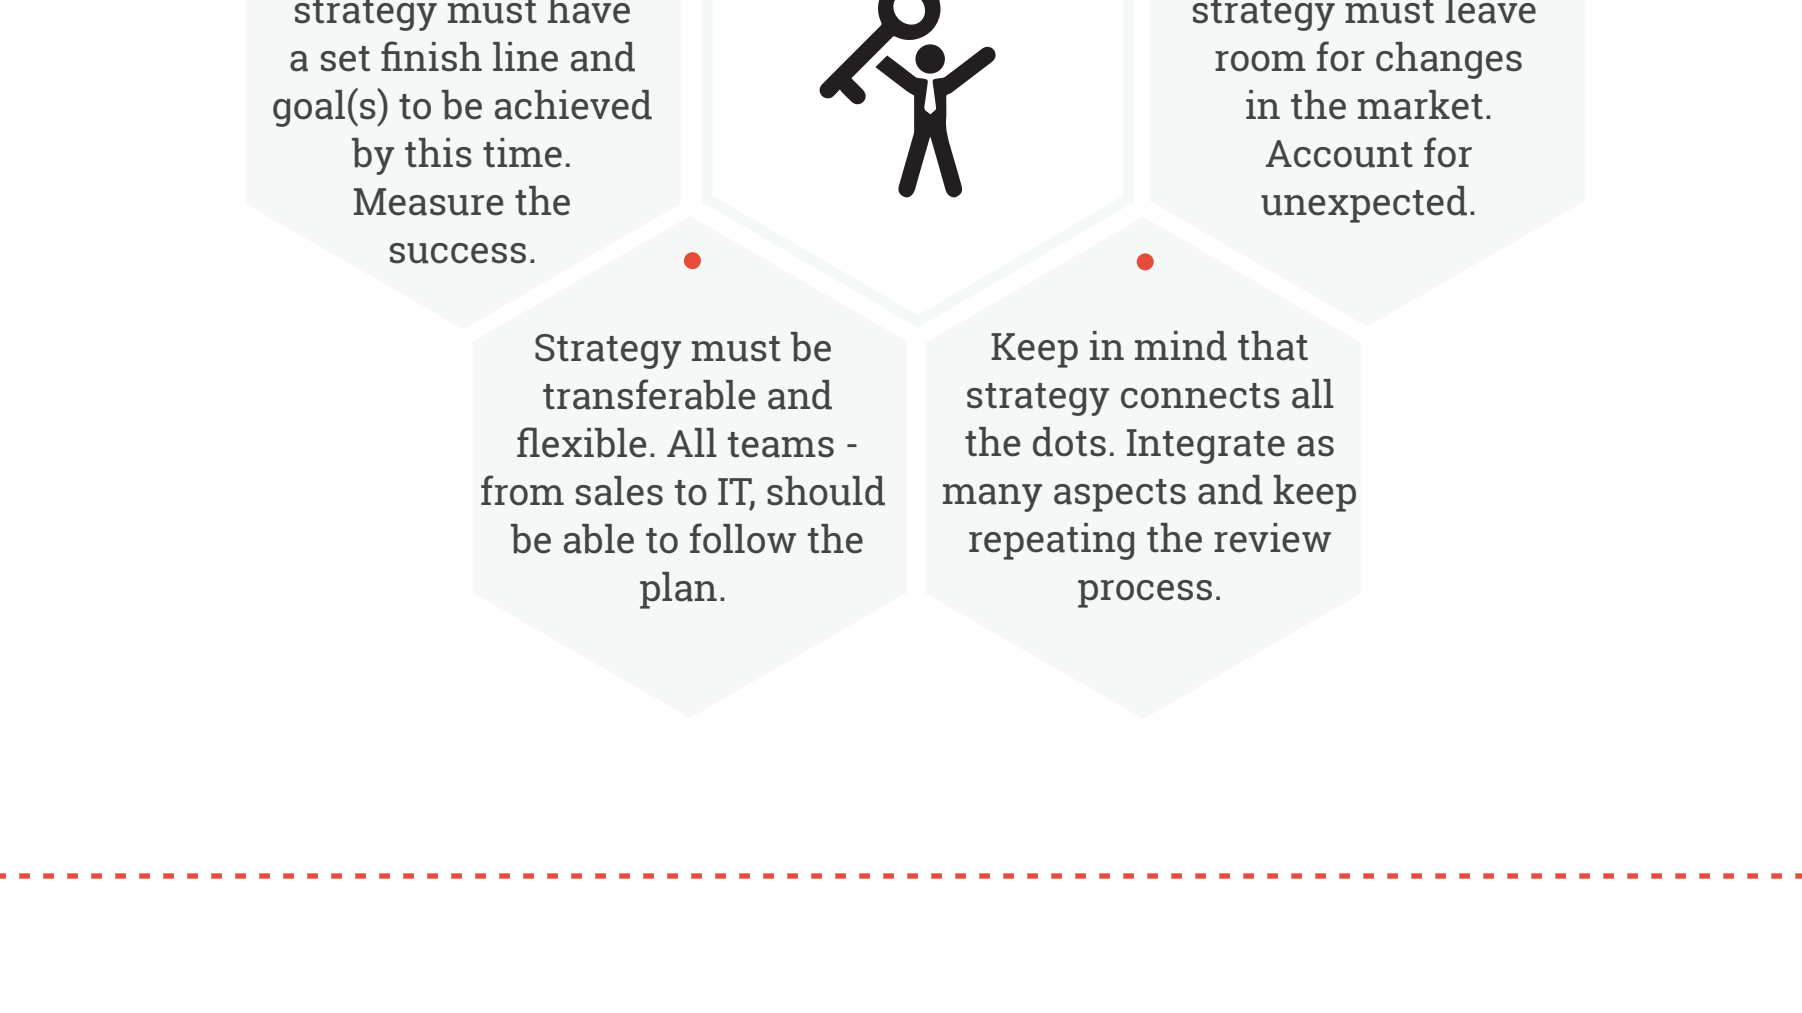 strategy must have
a set finish line and
goal(s) to be achieved
by this time.
Measure the
success.
strategy must leave
room for changes
in the market.
Account for
unexpected.
Strategy must be
transferable and
flexible. All teams -
from sales to IT, should
be able to follow the
plan.
Keep in mind that
strategy connects all
the dots. Integrate as
many aspects and keep
repeating the review
process.